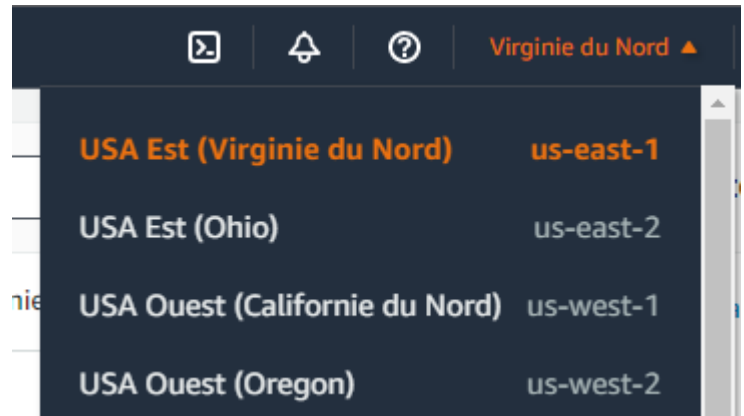 Virginie du Nord
USA Est (Virginie du Nord) us-east-1
USA Est (Ohio) us-east-2
nie
USA Ouest (Californie du Nord) us-west-1
USA Ouest (Oregon) us-west-2